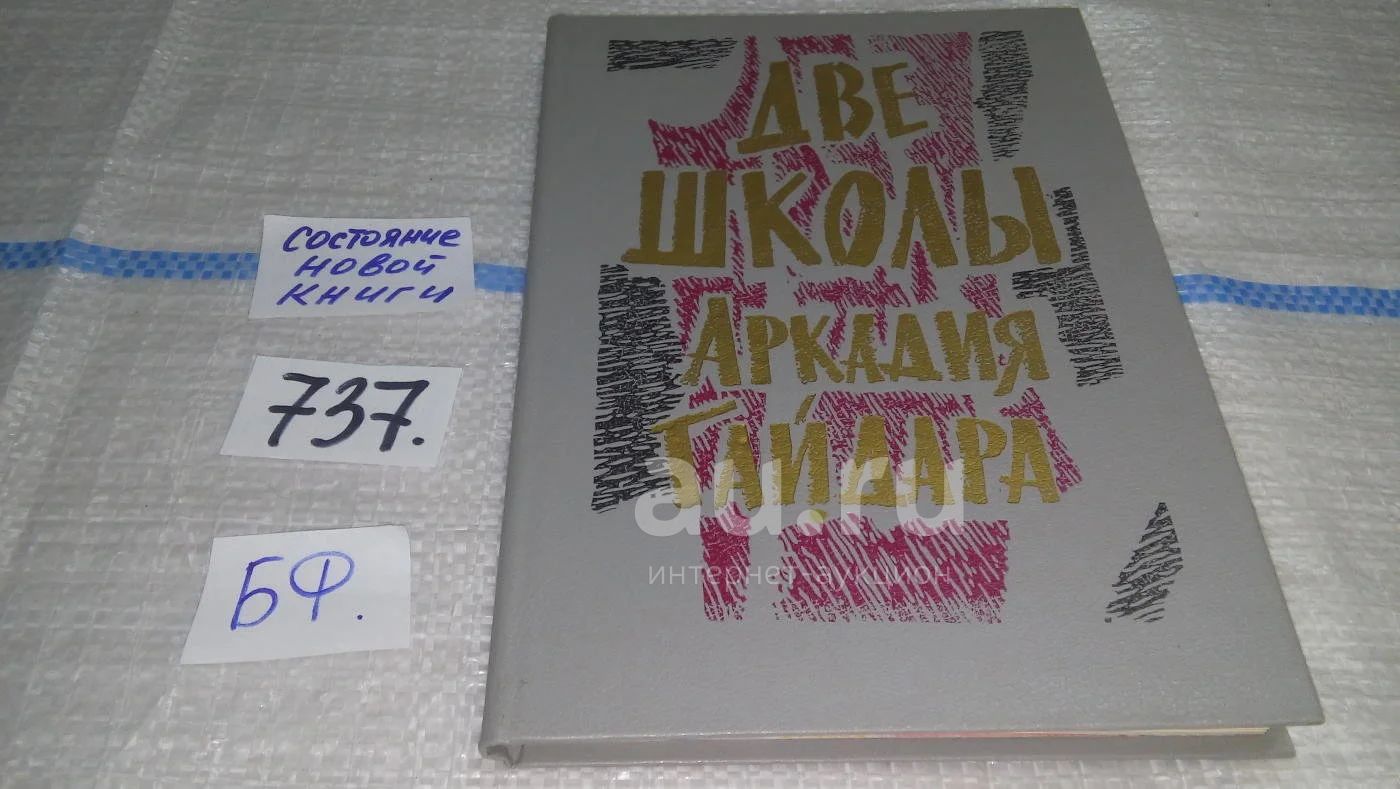 ДВЕ
ШКОЛЫ
АРКАДИЯ
ГАЙДАРА
состояние
новой
книги
737.
БФ.
au.ru
интернет-аукцион